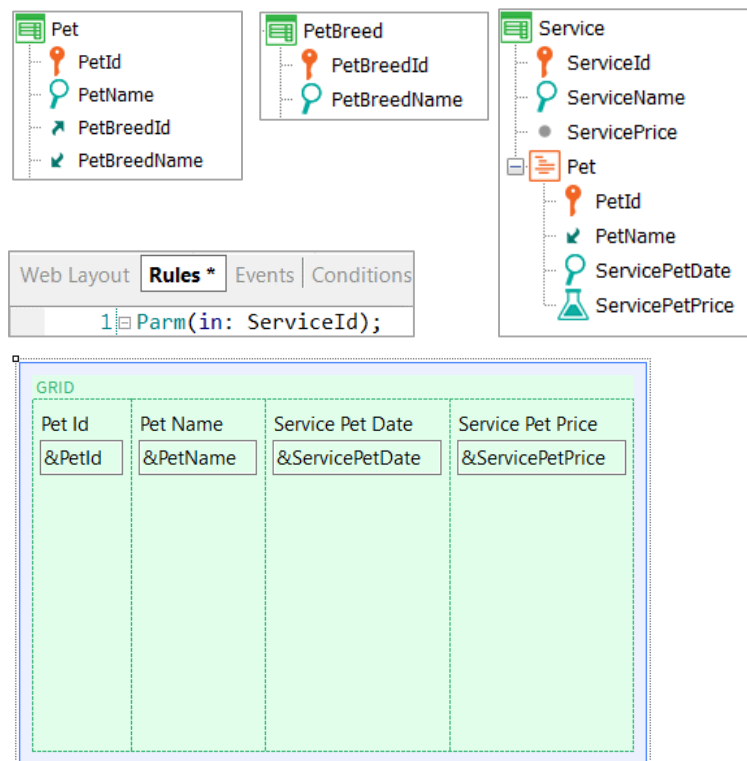 Pet
PetId
PetName
PetBreedId
PetBreedName
PetBreed
PetBreedId
PetBreedName
Service
ServiceId
ServiceName
ServicePrice
Pet
PetId
PetName
ServicePetDate
ServicePetPrice
Web Layout Rules * Events Conditions
1 Parm(in: ServiceId);
GRID
Pet Id Pet Name Service Pet Date Service Pet Price
&PetId &PetName &ServicePetDate &ServicePetPrice